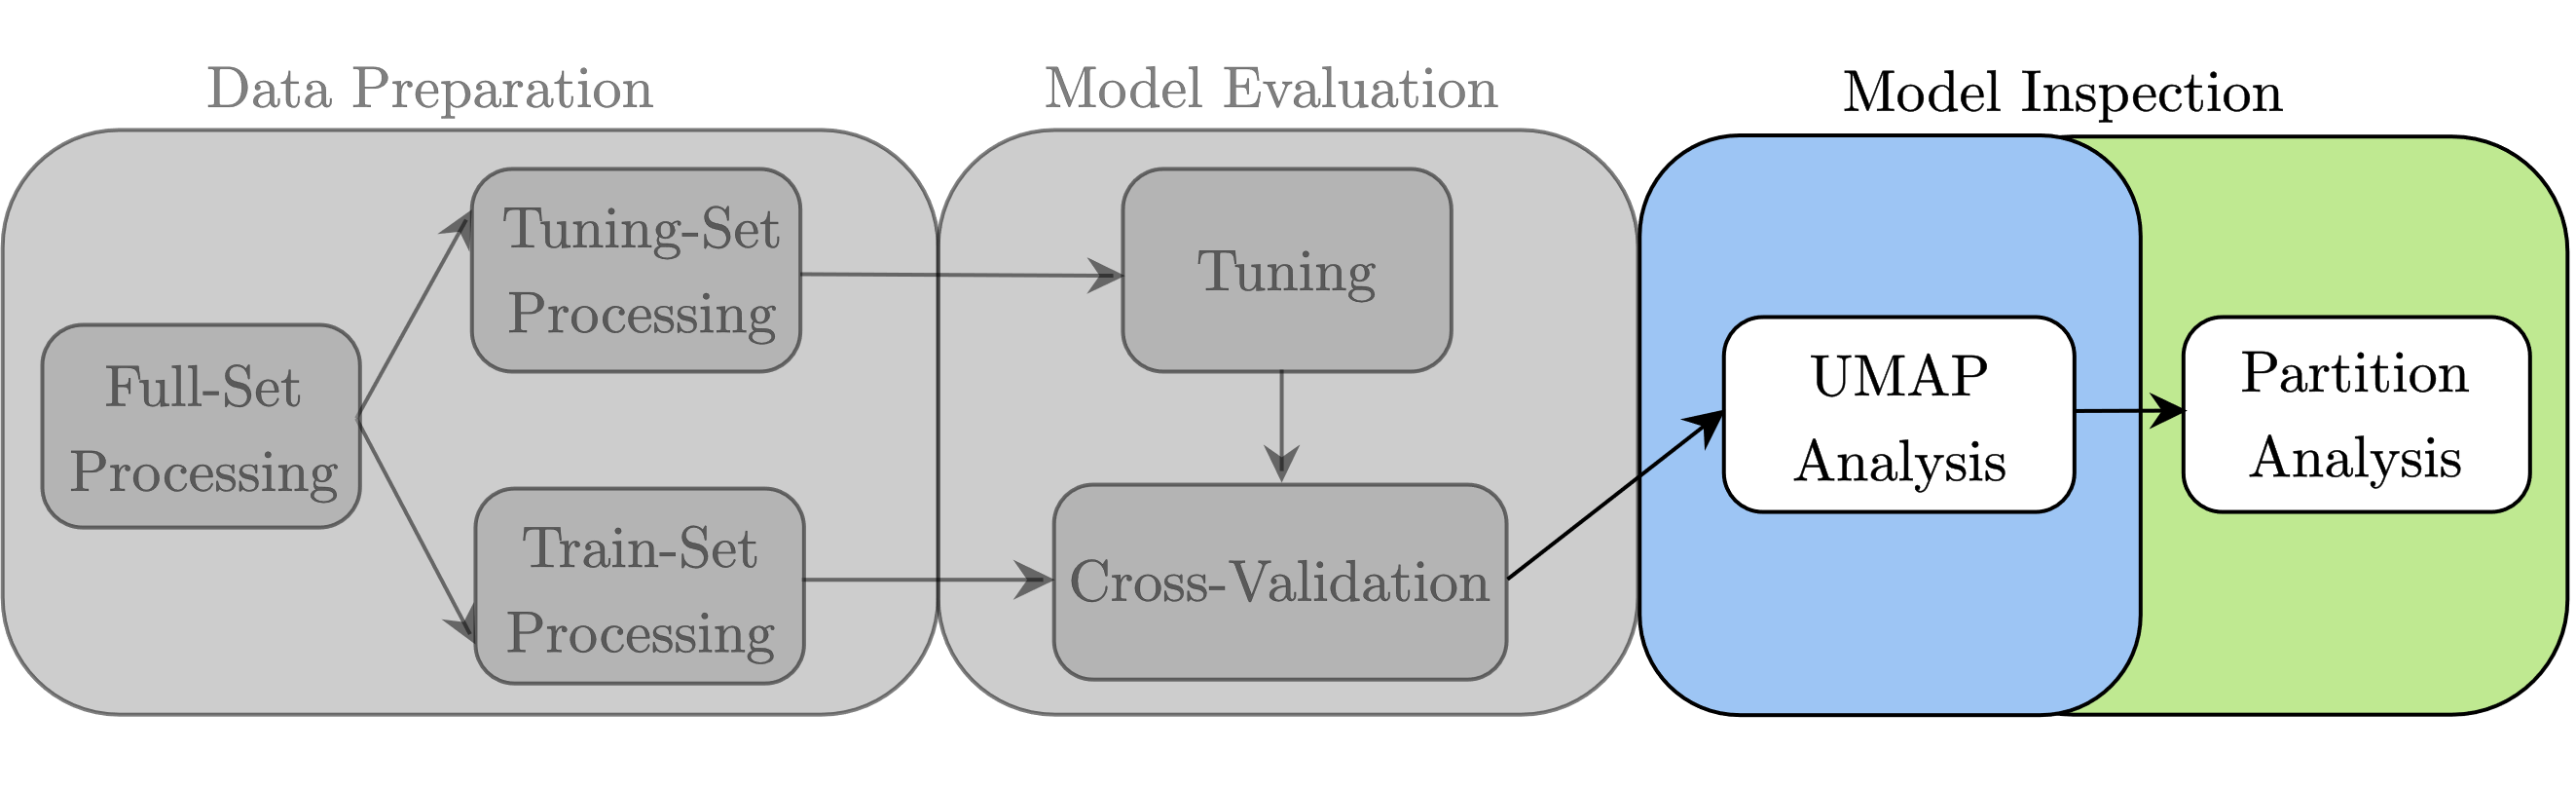 Data Preparation
Model Evaluation
Model Inspection
Full-Set
Processing
Tuning-Set
Processing
Train-Set
Processing
Tuning
Cross-Validation
UMAP
Analysis
Partition
Analysis